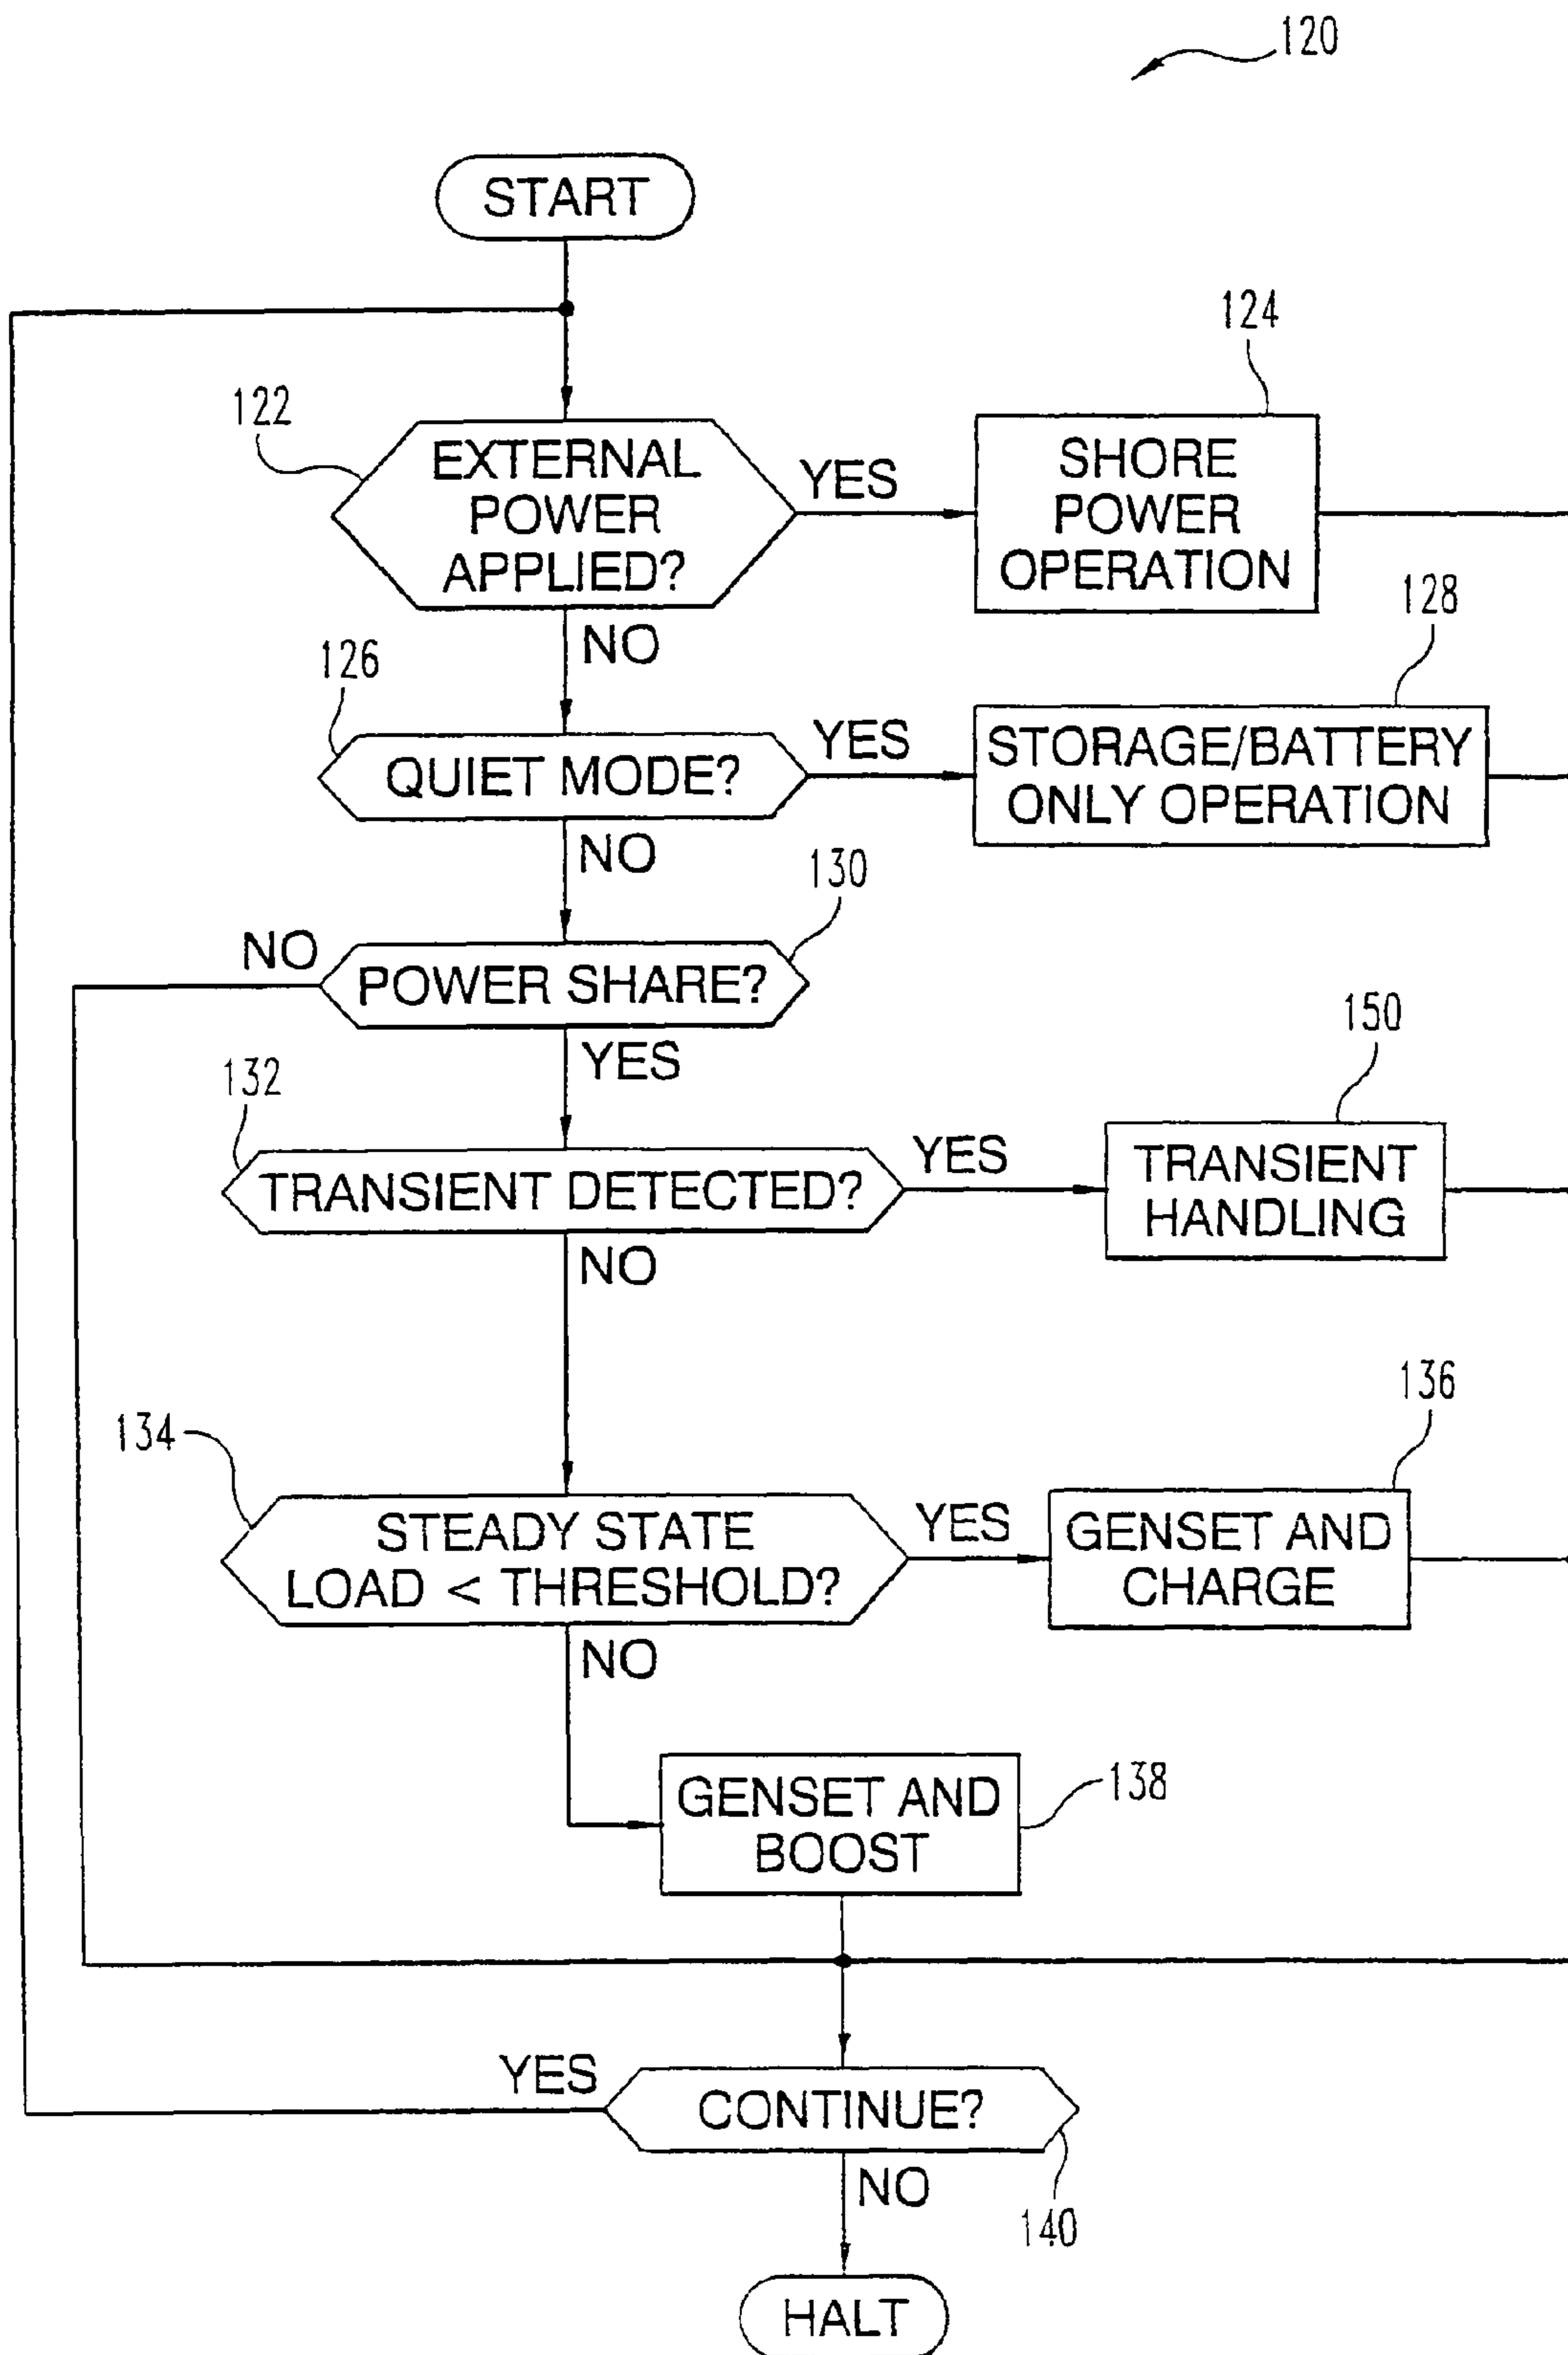 120
START
124
122
EXTERNAL
POWER
APPLIED?
YES
SHORE
POWER
OPERATION
NO
128
126
QUIET MODE?
YES
STORAGE/BATTERY
ONLY OPERATION
NO
130
NO
POWER SHARE?
YES
150
132
TRANSIENT DETECTED?
YES
TRANSIENT
HANDLING
NO
136
134
STEADY STATE
LOAD < THRESHOLD?
YES
GENSET AND
CHARGE
NO
GENSET AND
BOOST
138
YES
CONTINUE?
NO
140
HALT